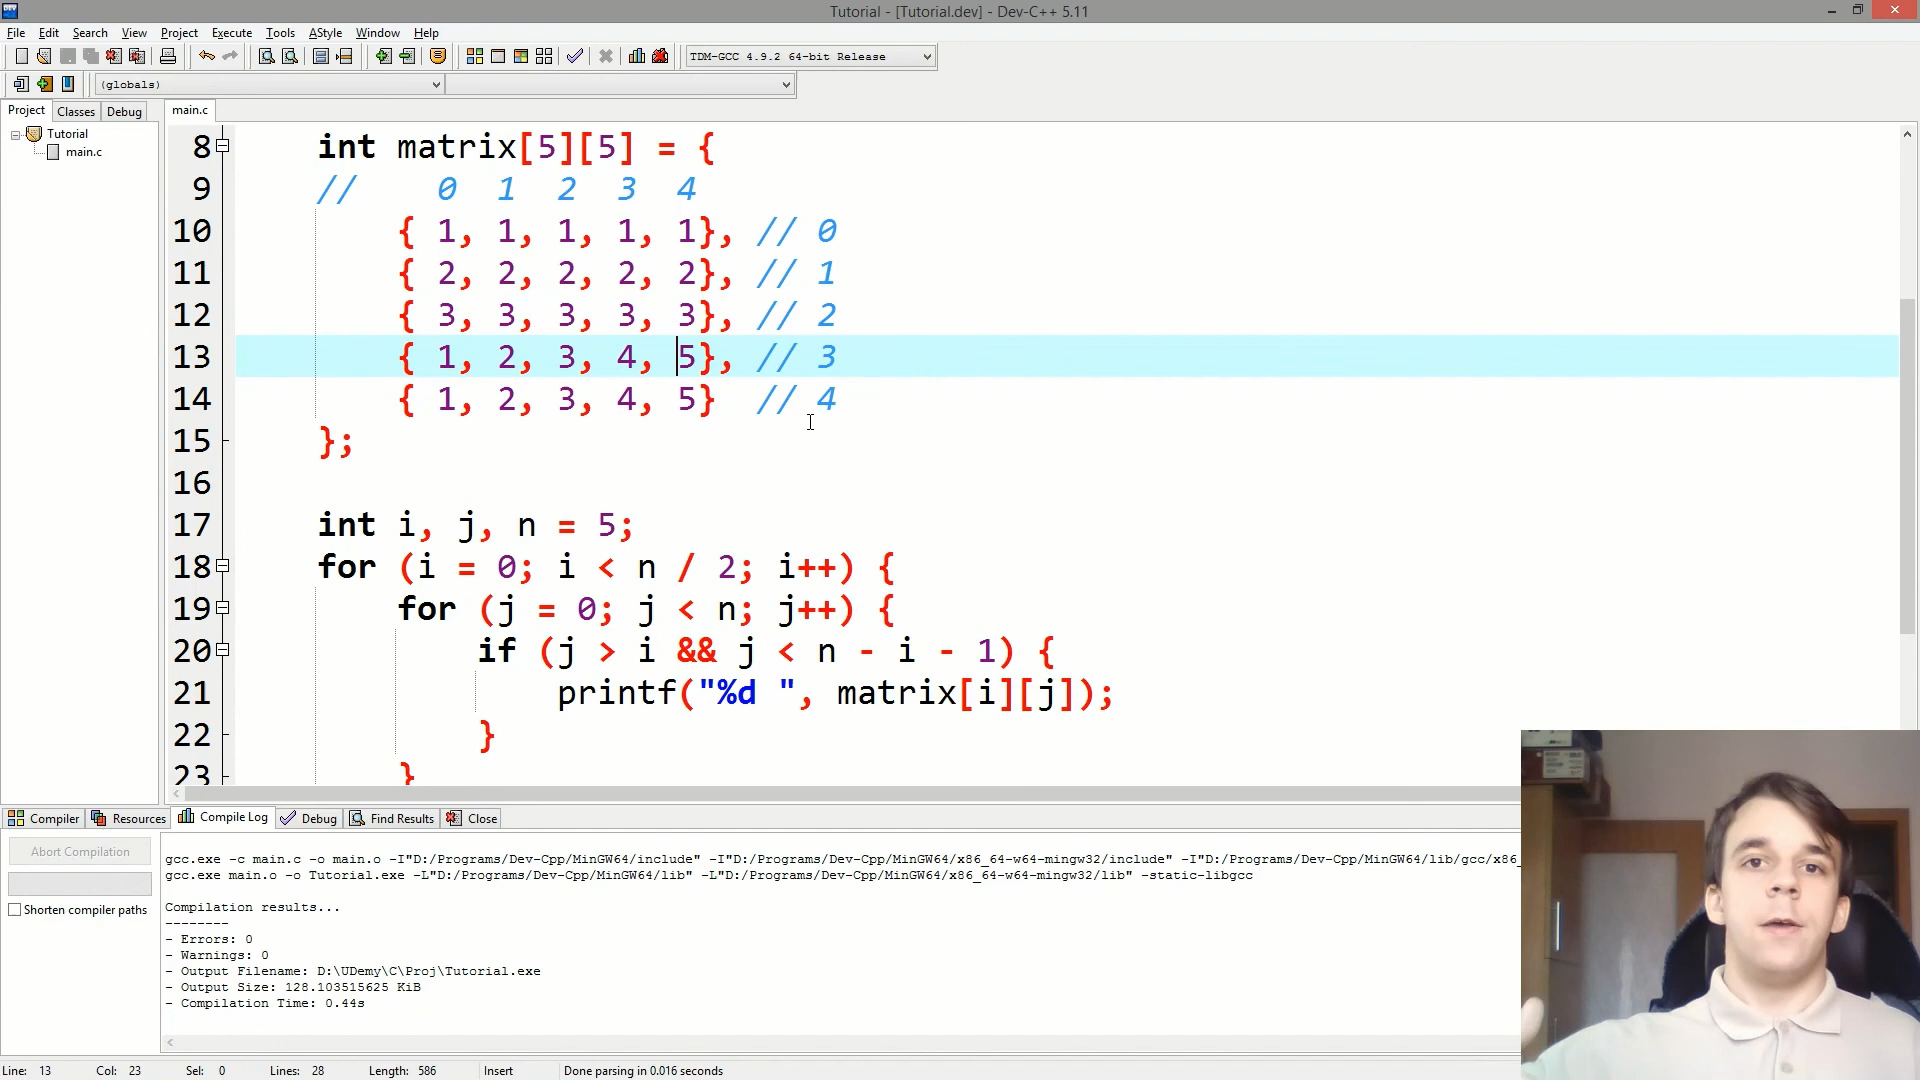 Tutorial - [Tutorial.dev] - Dev-C++ 5.11
File Edit Search View Project Execute Tools AStyle Window Help
TDM-GCC 4.9.2 64-bit Release
(globals)
Project Classes Debug
main.c
Tutorial
main.c
8 int matrix[5][5] = {
9 // 0 1 2 3 4
10 { 1, 1, 1, 1, 1}, // 0
11 { 2, 2, 2, 2, 2}, // 1
12 { 3, 3, 3, 3, 3}, // 2
13 { 1, 2, 3, 4, 5}, // 3
14 { 1, 2, 3, 4, 5} // 4
15 };
16
17 int i, j, n = 5;
18 for (i = 0; i < n / 2; i++) {
19 for (j = 0; j < n; j++) {
20 if (j > i && j < n - i - 1) {
21 printf("%d ", matrix[i][j]);
22 }
23 }
Compiler Resources Compile Log Debug Find Results Close
Abort Compilation
Shorten compiler paths
gcc.exe -c main.c -o main.o -I"D:/Programs/Dev-Cpp/MinGW64/include" -I"D:/Programs/Dev-Cpp/MinGW64/x86_64-w64-mingw32/include" -I"D:/Programs/Dev-Cpp/MinGW64/lib/gcc/x86_
gcc.exe main.o -o Tutorial.exe -L"D:/Programs/Dev-Cpp/MinGW64/lib" -L"D:/Programs/Dev-Cpp/MinGW64/x86_64-w64-mingw32/lib" -static-libgcc
Compilation results...
--------
- Errors: 0
- Warnings: 0
- Output Filename: D:\UDemy\C\Proj\Tutorial.exe
- Output Size: 128.103515625 KiB
- Compilation Time: 0.44s
Line: 13 Col: 23 Sel: 0 Lines: 28 Length: 586 Insert Done parsing in 0.016 seconds